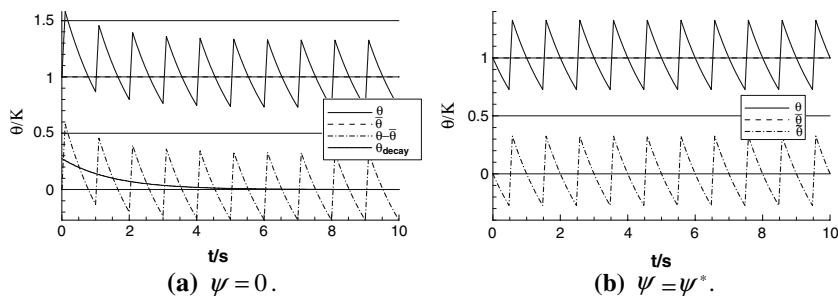 1.5
1
0.5
0
θ/K
θ
θ̅
θ-θ̅
θdecay
0 2 4 6 8 10
t/s
(a) ψ = 0.
1
0.5
0
θ/K
θ
θ̅
θ̃
0 2 4 6 8 10
t/s
(b) ψ = ψ*.